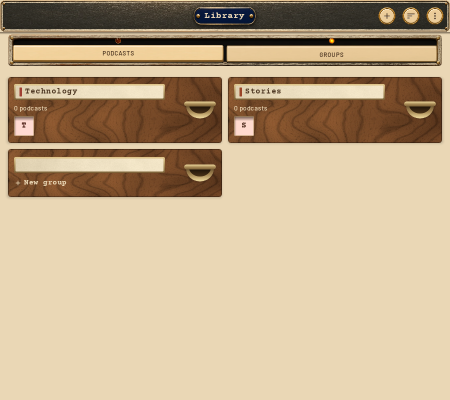 Library
PODCASTS
GROUPS
Technology
0 podcasts
T
Stories
0 podcasts
S
+ New group